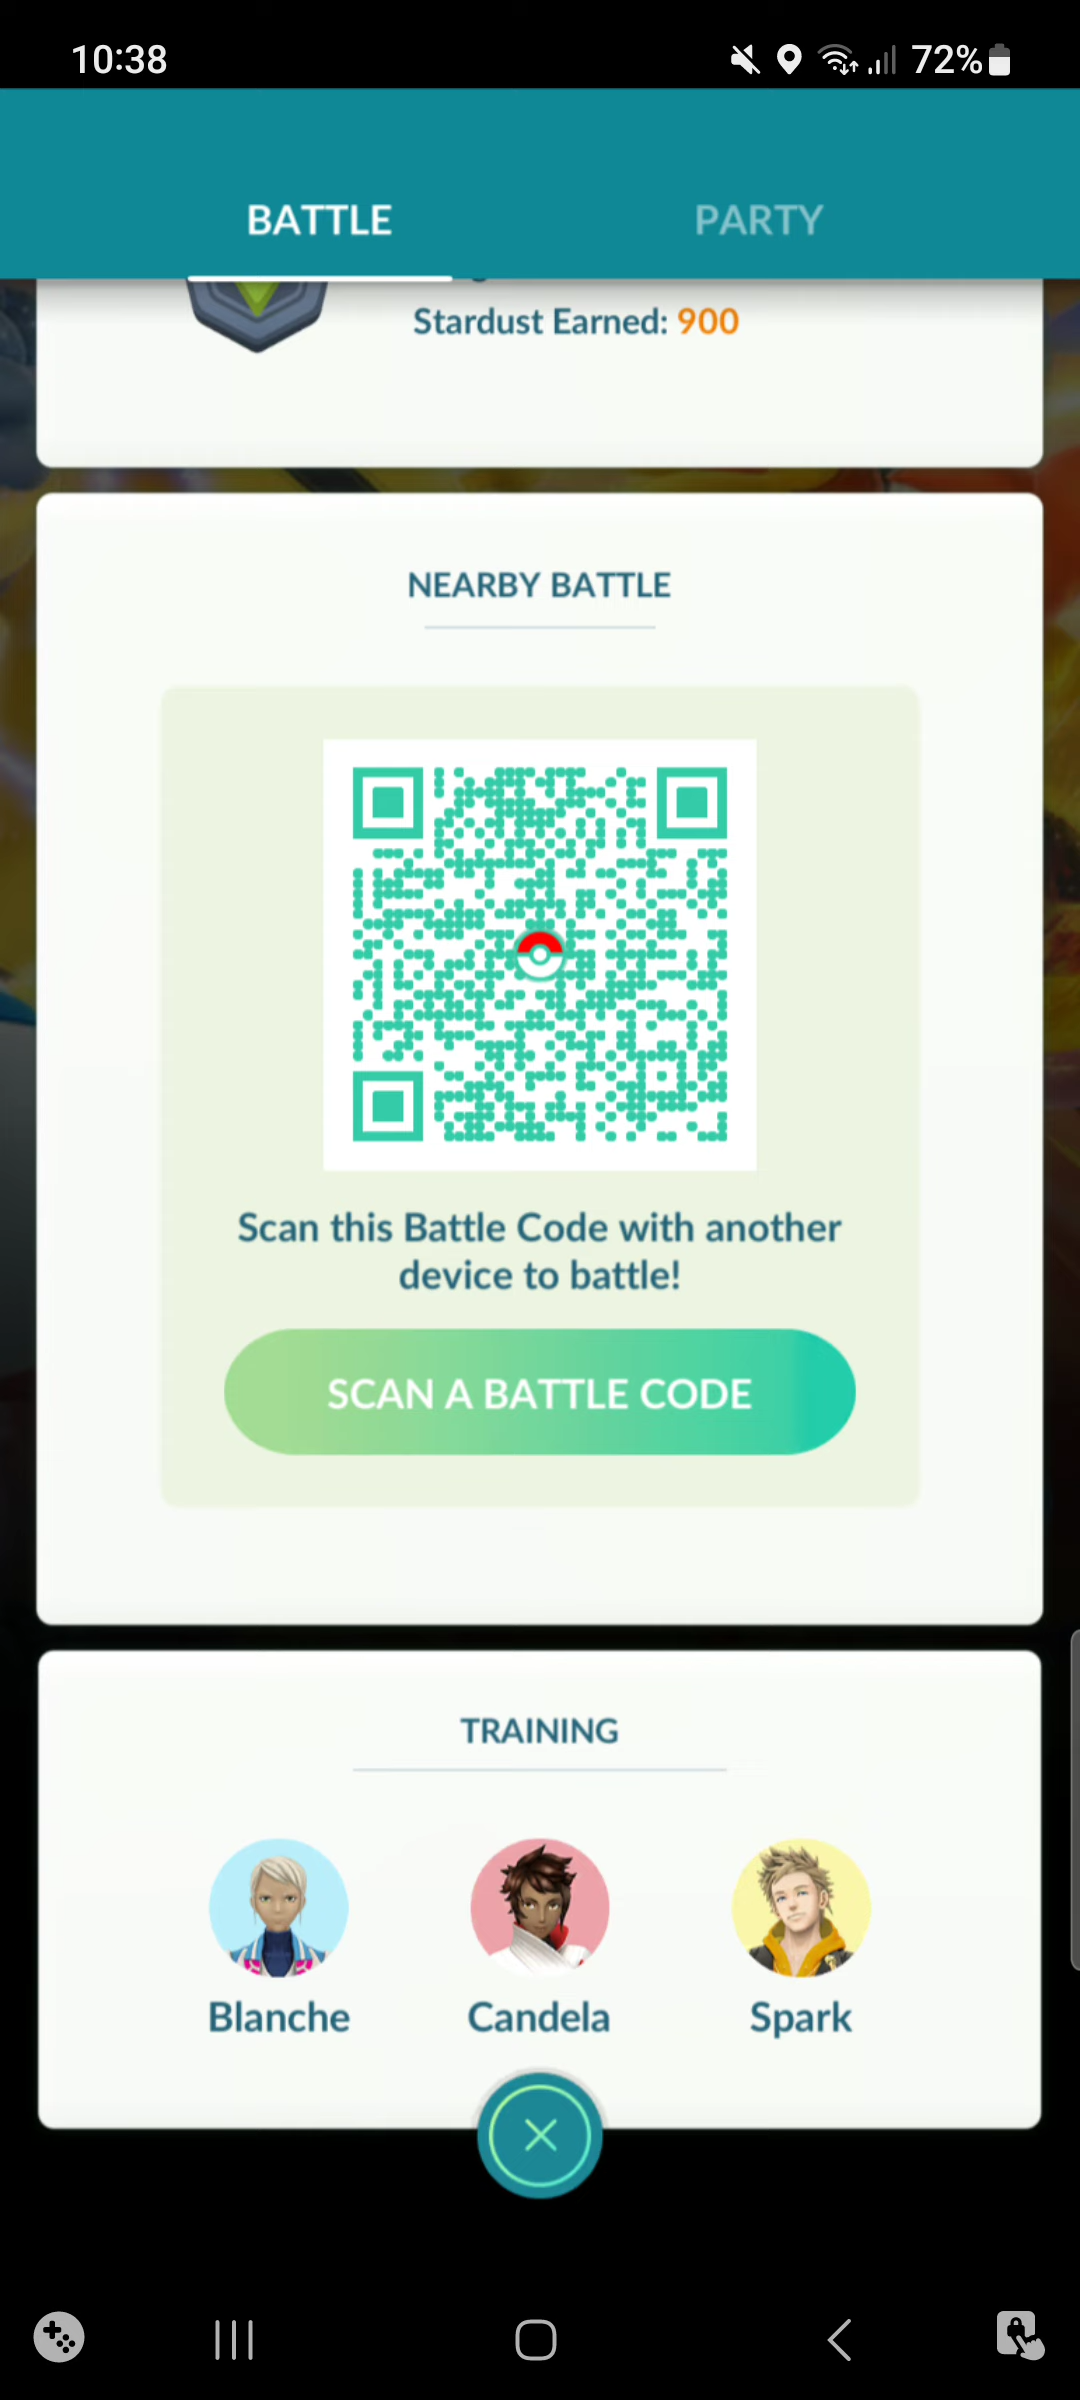 10:38
72%
BATTLE
PARTY
Stardust Earned: 900
NEARBY BATTLE
Scan this Battle Code with another
device to battle!
SCAN A BATTLE CODE
TRAINING
Blanche
Candela
Spark